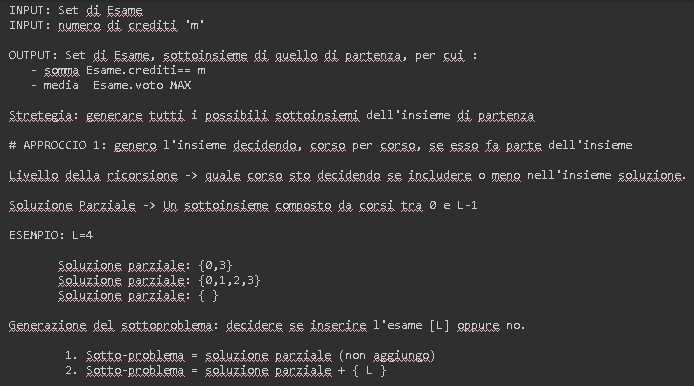 INPUT: Set di Esame
INPUT: numero di crediti 'm'
OUTPUT: Set di Esame, sottoinsieme di quello di partenza, per cui :
- somma Esame.crediti== m
- media Esame.voto MAX
Stretegia: generare tutti i possibili sottoinsiemi dell'insieme di partenza
# APPROCCIO 1: genero l'insieme decidendo, corso per corso, se esso fa parte dell'insieme
Livello della ricorsione -> quale corso sto decidendo se includere o meno nell'insieme soluzione.
Soluzione Parziale -> Un sottoinsieme composto da corsi tra 0 e L-1
ESEMPIO: L=4
Soluzione parziale: {0,3}
Soluzione parziale: {0,1,2,3}
Soluzione parziale: { }
Generazione del sottoproblema: decidere se inserire l'esame [L] oppure no.
1. Sotto-problema = soluzione parziale (non aggiungo)
2. Sotto-problema = soluzione parziale + { L }